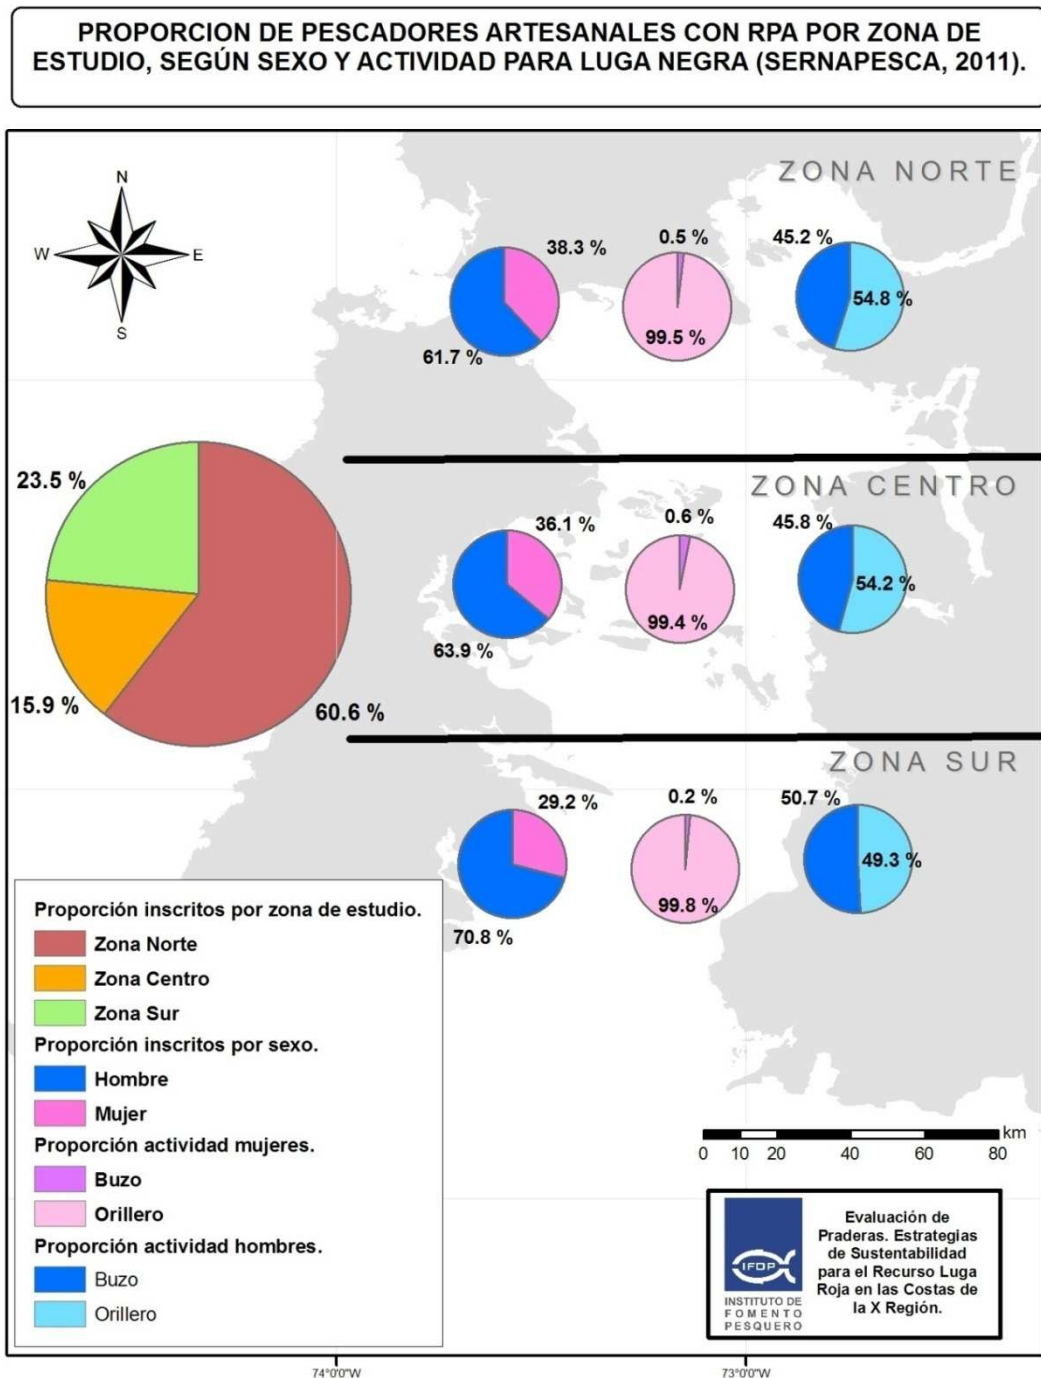 PROPORCION DE PESCADORES ARTESANALES CON RPA POR ZONA DE
ESTUDIO, SEGÚN SEXO Y ACTIVIDAD PARA LUGA NEGRA (SERNAPESCA, 2011).
N
W E
S
ZONA NORTE
38.3 %
61.7 %
0.5 %
99.5 %
45.2 %
54.8 %
23.5 %
15.9 %
60.6 %
ZONA CENTRO
36.1 %
63.9 %
0.6 %
99.4 %
45.8 %
54.2 %
ZONA SUR
29.2 %
70.8 %
0.2 %
99.8 %
50.7 %
49.3 %
Proporción inscritos por zona de estudio.
Zona Norte
Zona Centro
Zona Sur
Proporción inscritos por sexo.
Hombre
Mujer
Proporción actividad mujeres.
Buzo
Orillero
Proporción actividad hombres.
Buzo
Orillero
km
0 10 20 40 60 80
IFOP
INSTITUTO DE
FOMENTO
PESQUERO
Evaluación de
Praderas. Estrategias
de Sustentabilidad
para el Recurso Luga
Roja en las Costas de
la X Región.
74°0'0"W 73°0'0"W